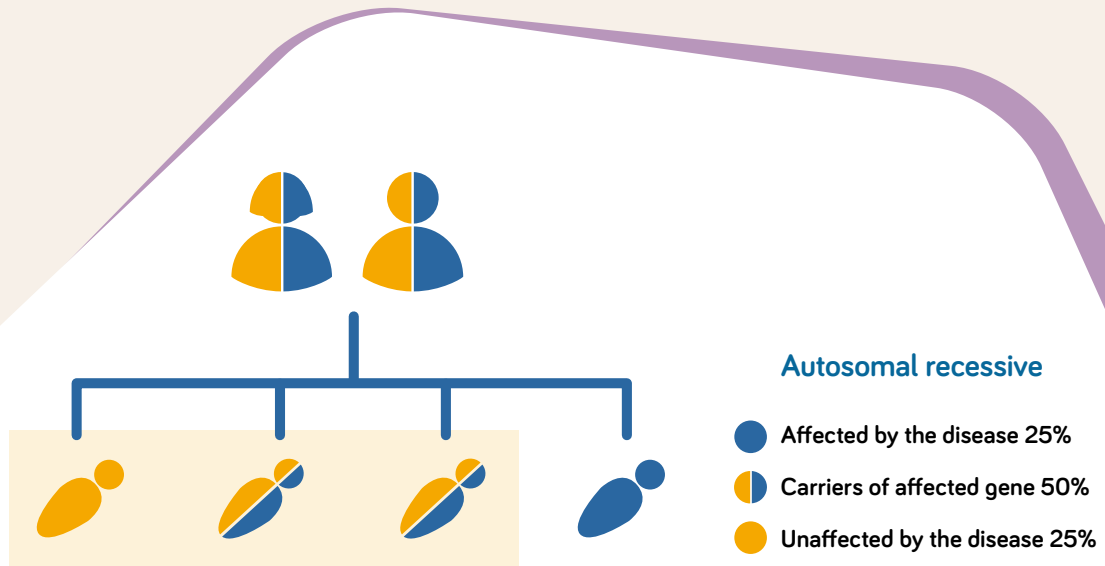 Autosomal recessive
Affected by the disease 25%
Carriers of affected gene 50%
Unaffected by the disease 25%